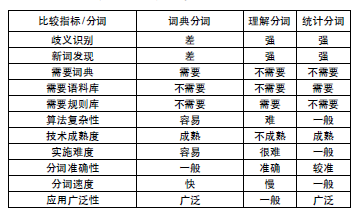 比较指标/分词 词典分词 理解分词 统计分词
歧义识别 差 强 强
新词发现 差 强 强
需要词典 需要 不需要 不需要
需要语料库 不需要 不需要 需要
需要规则库 不需要 需要 不需要
算法复杂性 容易 难 一般
技术成熟度 成熟 不成熟 成熟
实施难度 容易 很难 一般
分词准确性 一般 准确 较准
分词速度 快 慢 一般
应用广泛性 广泛 一般 广泛